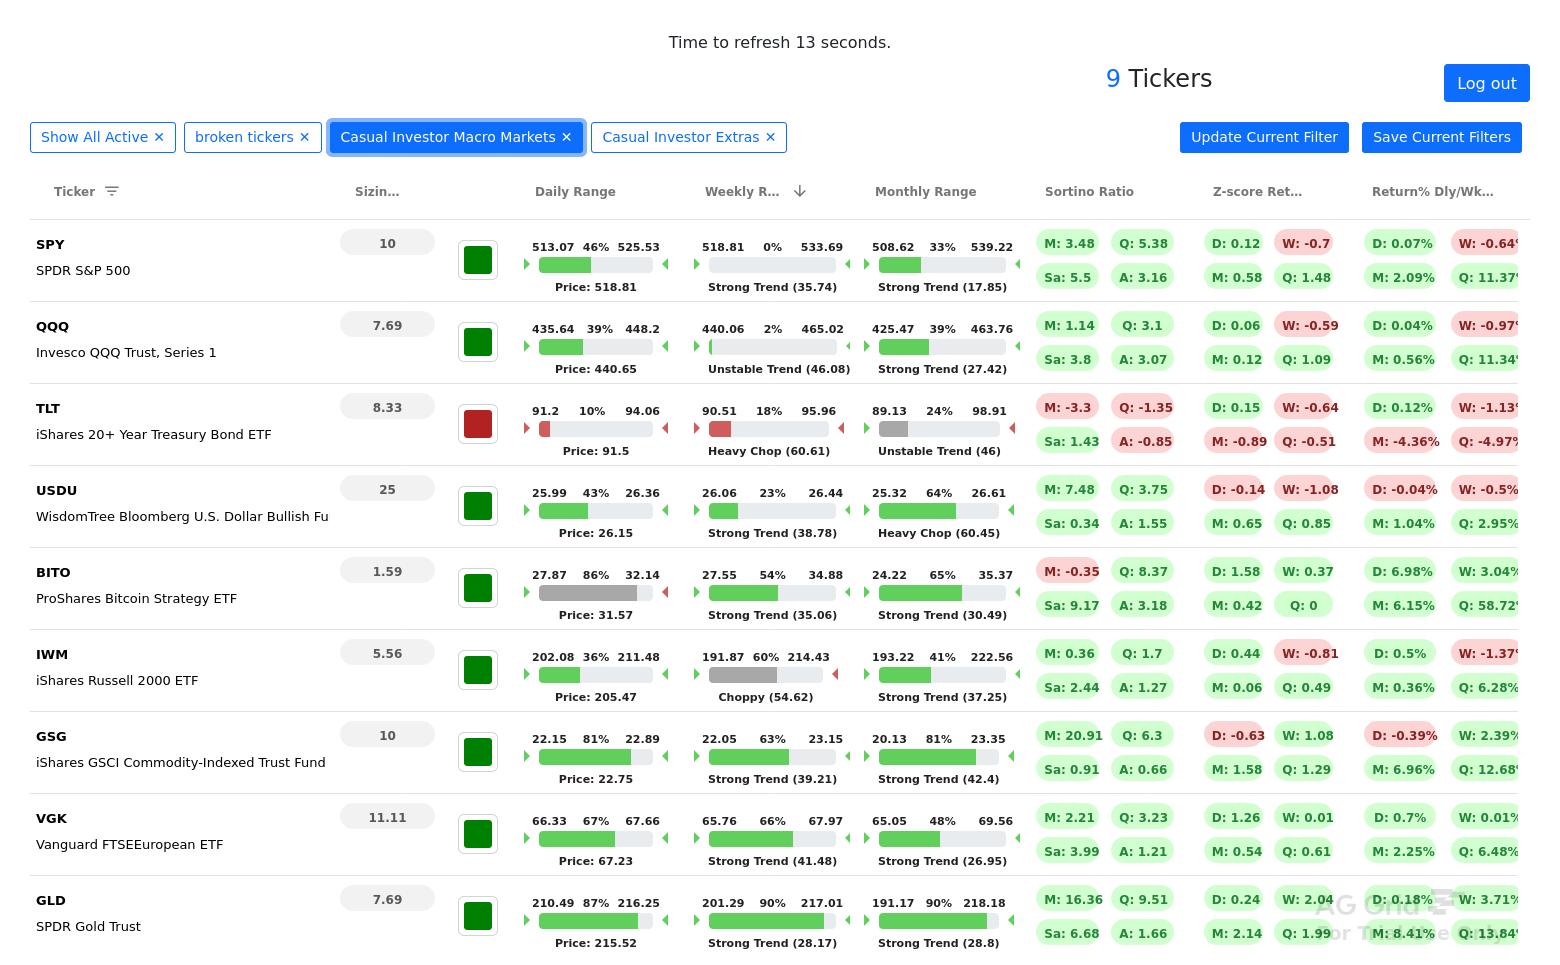 Time to refresh 13 seconds.
9 Tickers
Log out
Show All Active ✕ broken tickers ✕ Casual Investor Macro Markets ✕ Casual Investor Extras ✕ Update Current Filter Save Current Filters
Ticker Sizin... Daily Range Weekly R... Monthly Range Sortino Ratio Z-score Ret... Return% Dly/Wk...
SPY 10 513.07 46% 525.53 518.81 0% 533.69 508.62 33% 539.22 M: 3.48 Q: 5.38 D: 0.12 W: -0.7 D: 0.07% W: -0.64%
SPDR S&P 500 Sa: 5.5 A: 3.16 M: 0.58 Q: 1.48 M: 2.09% Q: 11.37%
Price: 518.81 Strong Trend (35.74) Strong Trend (17.85)
QQQ 7.69 435.64 39% 448.2 440.06 2% 465.02 425.47 39% 463.76 M: 1.14 Q: 3.1 D: 0.06 W: -0.59 D: 0.04% W: -0.97%
Invesco QQQ Trust, Series 1 Sa: 3.8 A: 3.07 M: 0.12 Q: 1.09 M: 0.56% Q: 11.34%
Price: 440.65 Unstable Trend (46.08) Strong Trend (27.42)
TLT 8.33 91.2 10% 94.06 90.51 18% 95.96 89.13 24% 98.91 M: -3.3 Q: -1.35 D: 0.15 W: -0.64 D: 0.12% W: -1.13%
iShares 20+ Year Treasury Bond ETF Sa: 1.43 A: -0.85 M: -0.89 Q: -0.51 M: -4.36% Q: -4.97%
Price: 91.5 Heavy Chop (60.61) Unstable Trend (46)
USDU 25 25.99 43% 26.36 26.06 23% 26.44 25.32 64% 26.61 M: 7.48 Q: 3.75 D: -0.14 W: -1.08 D: -0.04% W: -0.5%
WisdomTree Bloomberg U.S. Dollar Bullish Fu Sa: 0.34 A: 1.55 M: 0.65 Q: 0.85 M: 1.04% Q: 2.95%
Price: 26.15 Strong Trend (38.78) Heavy Chop (60.45)
BITO 1.59 27.87 86% 32.14 27.55 54% 34.88 24.22 65% 35.37 M: -0.35 Q: 8.37 D: 1.58 W: 0.37 D: 6.98% W: 3.04%
ProShares Bitcoin Strategy ETF Sa: 9.17 A: 3.18 M: 0.42 Q: 0 M: 6.15% Q: 58.72%
Price: 31.57 Strong Trend (35.06) Strong Trend (30.49)
IWM 5.56 202.08 36% 211.48 191.87 60% 214.43 193.22 41% 222.56 M: 0.36 Q: 1.7 D: 0.44 W: -0.81 D: 0.5% W: -1.37%
iShares Russell 2000 ETF Sa: 2.44 A: 1.27 M: 0.06 Q: 0.49 M: 0.36% Q: 6.28%
Price: 205.47 Choppy (54.62) Strong Trend (37.25)
GSG 10 22.15 81% 22.89 22.05 63% 23.15 20.13 81% 23.35 M: 20.91 Q: 6.3 D: -0.63 W: 1.08 D: -0.39% W: 2.39%
iShares GSCI Commodity-Indexed Trust Fund Sa: 0.91 A: 0.66 M: 1.58 Q: 1.29 M: 6.96% Q: 12.68%
Price: 22.75 Strong Trend (39.21) Strong Trend (42.4)
VGK 11.11 66.33 67% 67.66 65.76 66% 67.97 65.05 48% 69.56 M: 2.21 Q: 3.23 D: 1.26 W: 0.01 D: 0.7% W: 0.01%
Vanguard FTSEEuropean ETF Sa: 3.99 A: 1.21 M: 0.54 Q: 0.61 M: 2.25% Q: 6.48%
Price: 67.23 Strong Trend (41.48) Strong Trend (26.95)
GLD 7.69 210.49 87% 216.25 201.29 90% 217.01 191.17 90% 218.18 M: 16.36 Q: 9.51 D: 0.24 W: 2.04 D: 0.18% W: 3.71%
SPDR Gold Trust Sa: 6.68 A: 1.66 M: 2.14 Q: 1.99 M: 8.41% Q: 13.84%
Price: 215.52 Strong Trend (28.17) Strong Trend (28.8)
AG Grid
For Trial Use Only